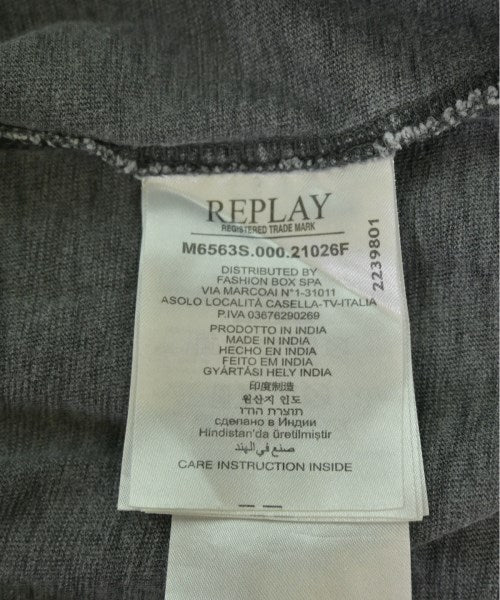 REPLAY
REGISTERED TRADE MARK
M6563S.000.21026F
2239801
DISTRIBUTED BY
FASHION BOX SPA
VIA MARCOAI N°1-31011
ASOLO LOCALITÀ CASELLA-TV-ITALIA
P.IVA 03676290269
PRODOTTO IN INDIA
MADE IN INDIA
HECHO EN INDIA
FEITO EM INDIA
GYÁRTÁSI HELY INDIA
印度制造
원산지 인도
תוצרת הודו
сделано в Индии
Hindistan'da üretilmiştir
صنع في الهند
CARE INSTRUCTION INSIDE